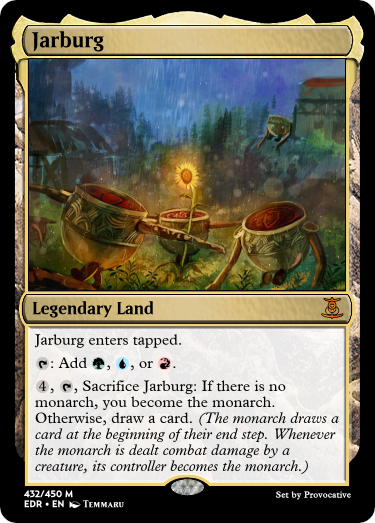 Jarburg
Legendary Land
Jarburg enters tapped.
: Add , , or .
4, , Sacrifice Jarburg: If there is no
monarch, you become the monarch.
Otherwise, draw a card. (The monarch draws a
card at the beginning of their end step. Whenever
the monarch is dealt combat damage by a
creature, its controller becomes the monarch.)
432/450 M
EDR • EN Temmaru
Set by Provocative